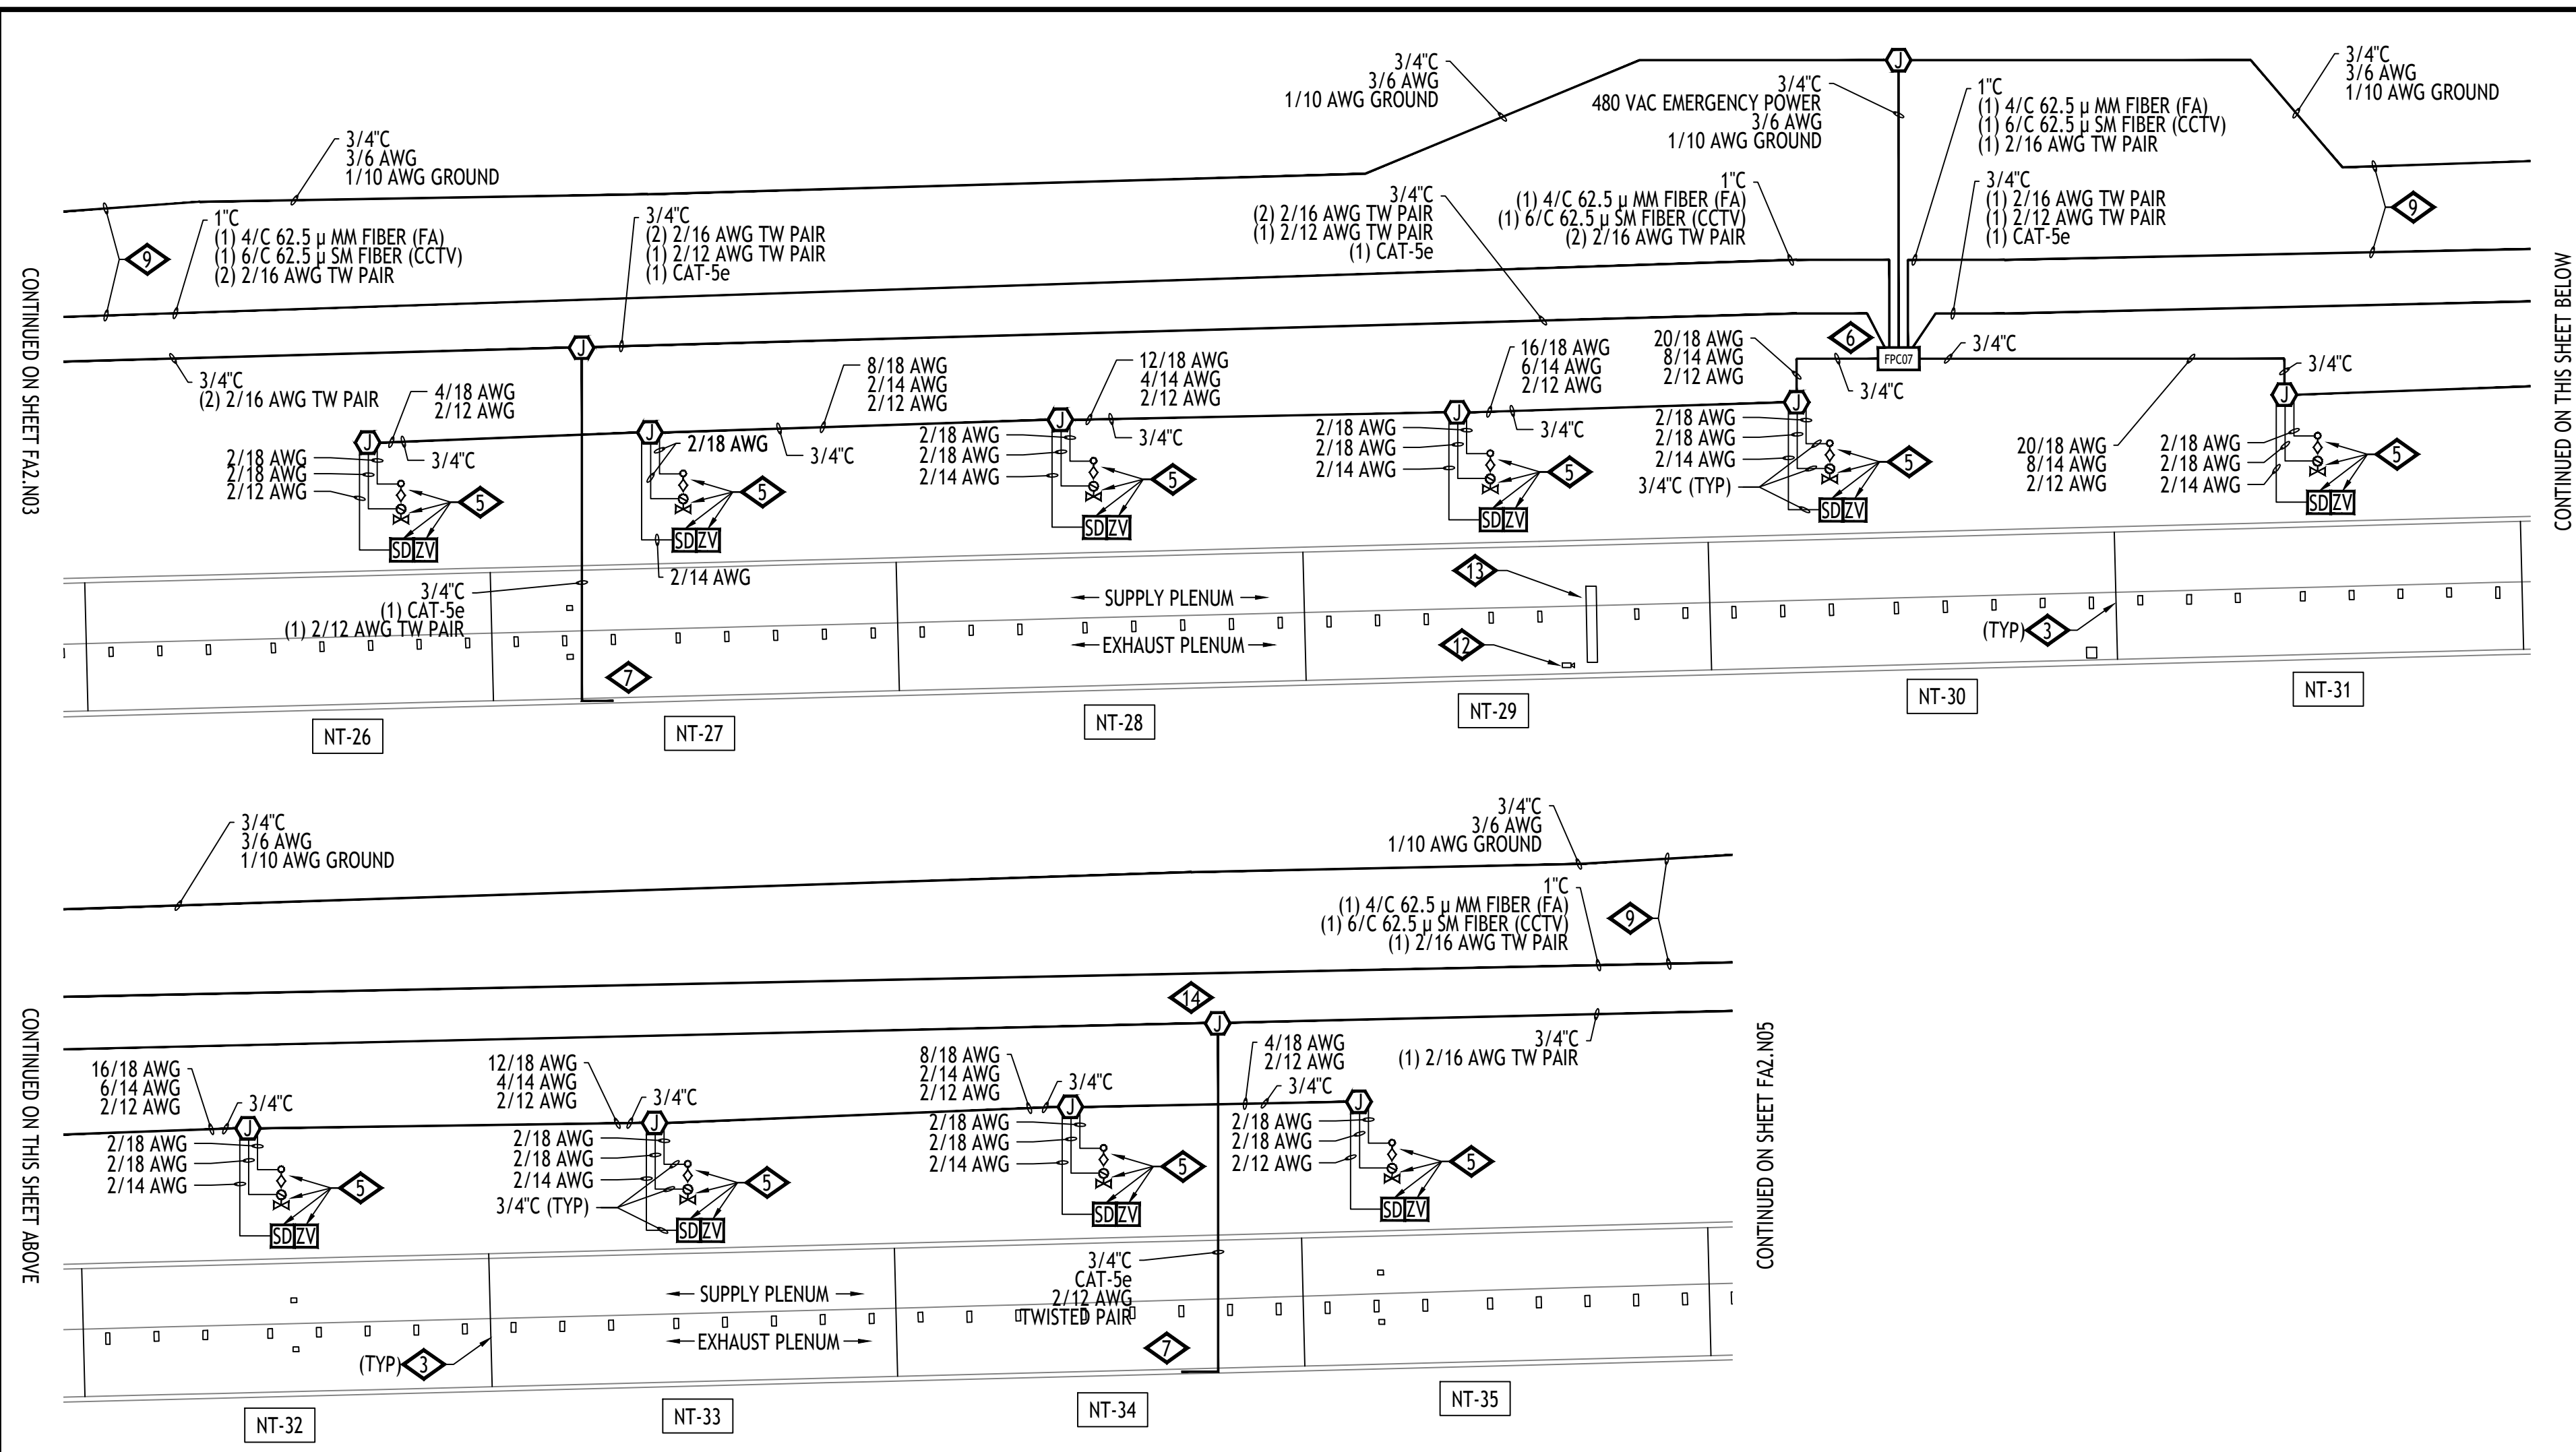 3/4"C
3/6 AWG
1/10 AWG GROUND
J
3/4"C
480 VAC EMERGENCY POWER
3/6 AWG
1/10 AWG GROUND
1"C
(1) 4/C 62.5 µ MM FIBER (FA)
(1) 6/C 62.5 µ SM FIBER (CCTV)
(1) 2/16 AWG TW PAIR
3/4"C
3/6 AWG
1/10 AWG GROUND
3/4"C
3/6 AWG
1/10 AWG GROUND
9
1"C
(1) 4/C 62.5 µ MM FIBER (FA)
(1) 6/C 62.5 µ SM FIBER (CCTV)
(2) 2/16 AWG TW PAIR
3/4"C
(2) 2/16 AWG TW PAIR
(1) 2/12 AWG TW PAIR
(1) CAT-5e
3/4"C
(2) 2/16 AWG TW PAIR
(1) 2/12 AWG TW PAIR
(1) CAT-5e
1"C
(1) 4/C 62.5 µ MM FIBER (FA)
(1) 6/C 62.5 µ SM FIBER (CCTV)
(2) 2/16 AWG TW PAIR
3/4"C
(1) 2/16 AWG TW PAIR
(1) 2/12 AWG TW PAIR
(1) CAT-5e
9
CONTINUED ON SHEET FA2.N03
CONTINUED ON THIS SHEET BELOW
J
3/4"C
(2) 2/16 AWG TW PAIR
4/18 AWG
2/12 AWG
J
3/4"C
2/18 AWG
2/18 AWG
2/12 AWG
5
SD ZV
J
2/18 AWG
8/18 AWG
2/14 AWG
2/12 AWG
3/4"C
5
SD ZV
2/14 AWG
12/18 AWG
4/14 AWG
2/12 AWG
J
3/4"C
2/18 AWG
2/18 AWG
2/14 AWG
5
SD ZV
16/18 AWG
6/14 AWG
2/12 AWG
J
3/4"C
2/18 AWG
2/18 AWG
2/14 AWG
5
SD ZV
20/18 AWG
8/14 AWG
2/12 AWG
6
FPC07
3/4"C
3/4"C
J
2/18 AWG
2/18 AWG
2/14 AWG
3/4"C (TYP)
5
SD ZV
20/18 AWG
8/14 AWG
2/12 AWG
3/4"C
J
2/18 AWG
2/18 AWG
2/14 AWG
5
SD ZV
3/4"C
(1) CAT-5e
(1) 2/12 AWG TW PAIR
7
SUPPLY PLENUM
EXHAUST PLENUM
13
12
(TYP) 3
NT-26
NT-27
NT-28
NT-29
NT-30
NT-31
3/4"C
3/6 AWG
1/10 AWG GROUND
3/4"C
3/6 AWG
1/10 AWG GROUND
1"C
(1) 4/C 62.5 µ MM FIBER (FA)
(1) 6/C 62.5 µ SM FIBER (CCTV)
(1) 2/16 AWG TW PAIR
9
CONTINUED ON THIS SHEET ABOVE
CONTINUED ON SHEET FA2.N05
14
J
3/4"C
(1) 2/16 AWG TW PAIR
16/18 AWG
6/14 AWG
2/12 AWG
3/4"C
J
2/18 AWG
2/18 AWG
2/14 AWG
5
SD ZV
12/18 AWG
4/14 AWG
2/12 AWG
3/4"C
J
2/18 AWG
2/18 AWG
2/14 AWG
3/4"C (TYP)
5
SD ZV
8/18 AWG
2/14 AWG
2/12 AWG
3/4"C
J
2/18 AWG
2/18 AWG
2/14 AWG
5
SD ZV
4/18 AWG
2/12 AWG
3/4"C
J
2/18 AWG
2/18 AWG
2/12 AWG
5
SD ZV
(TYP) 3
SUPPLY PLENUM
EXHAUST PLENUM
3/4"C
CAT-5e
2/12 AWG
TWISTED PAIR
7
NT-32
NT-33
NT-34
NT-35